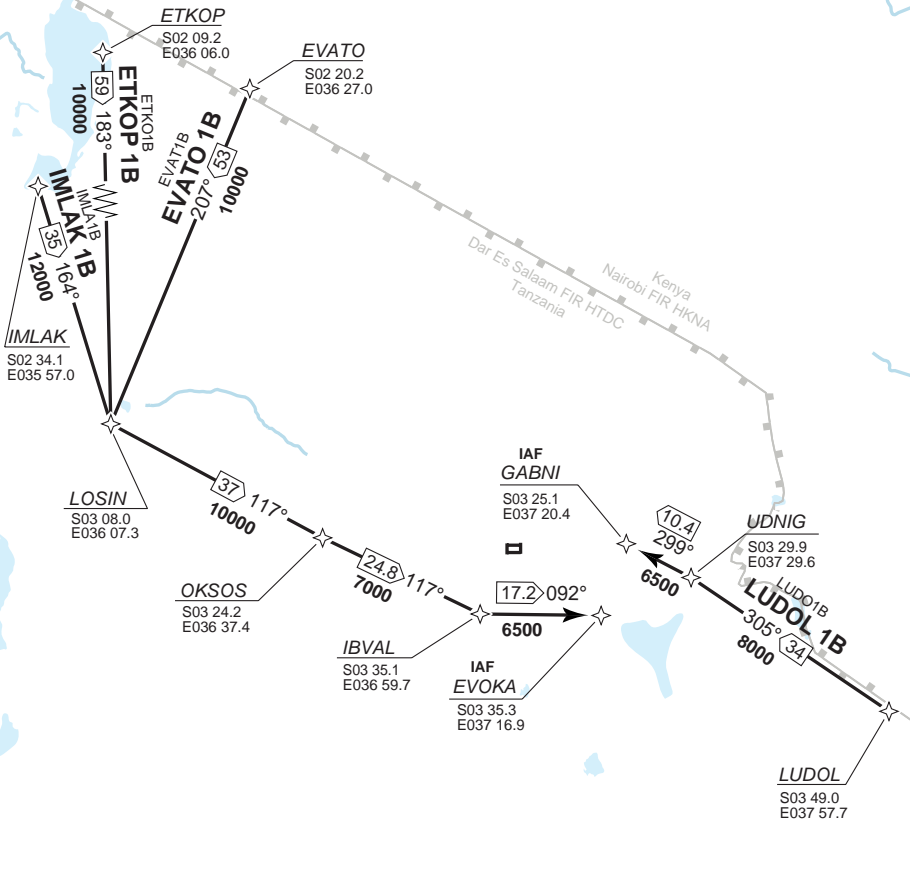 ETKOP
S02 09.2
E036 06.0
EVATO
S02 20.2
E036 27.0
59
10000
183°
ETKOP 1B
ETKO1B
EVAT1B
EVATO 1B
207°
53
10000
IMLAK 1B
IMLA1B
35
164°
12000
IMLAK
S02 34.1
E035 57.0
Dar Es Salaam FIR HTDC
Tanzania
Kenya
Nairobi FIR HKNA
LOSIN
S03 08.0
E036 07.3
37
117°
10000
IAF
GABNI
S03 25.1
E037 20.4
10.4
299°
6500
UDNIG
S03 29.9
E037 29.6
OKSOS
S03 24.2
E036 37.4
24.8
117°
7000
17.2
092°
6500
LUDO1B
LUDOL 1B
305°
34
8000
IBVAL
S03 35.1
E036 59.7
IAF
EVOKA
S03 35.3
E037 16.9
LUDOL
S03 49.0
E037 57.7